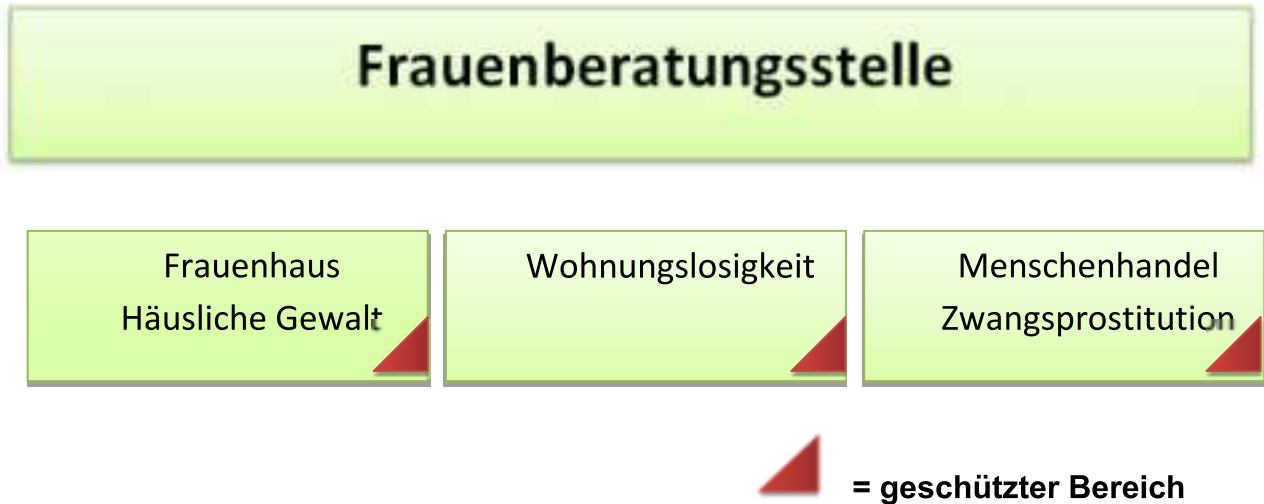 Frauenberatungsstelle
Frauenhaus
Häusliche Gewalt
Wohnungslosigkeit
Menschenhandel
Zwangsprostitution
= geschützter Bereich